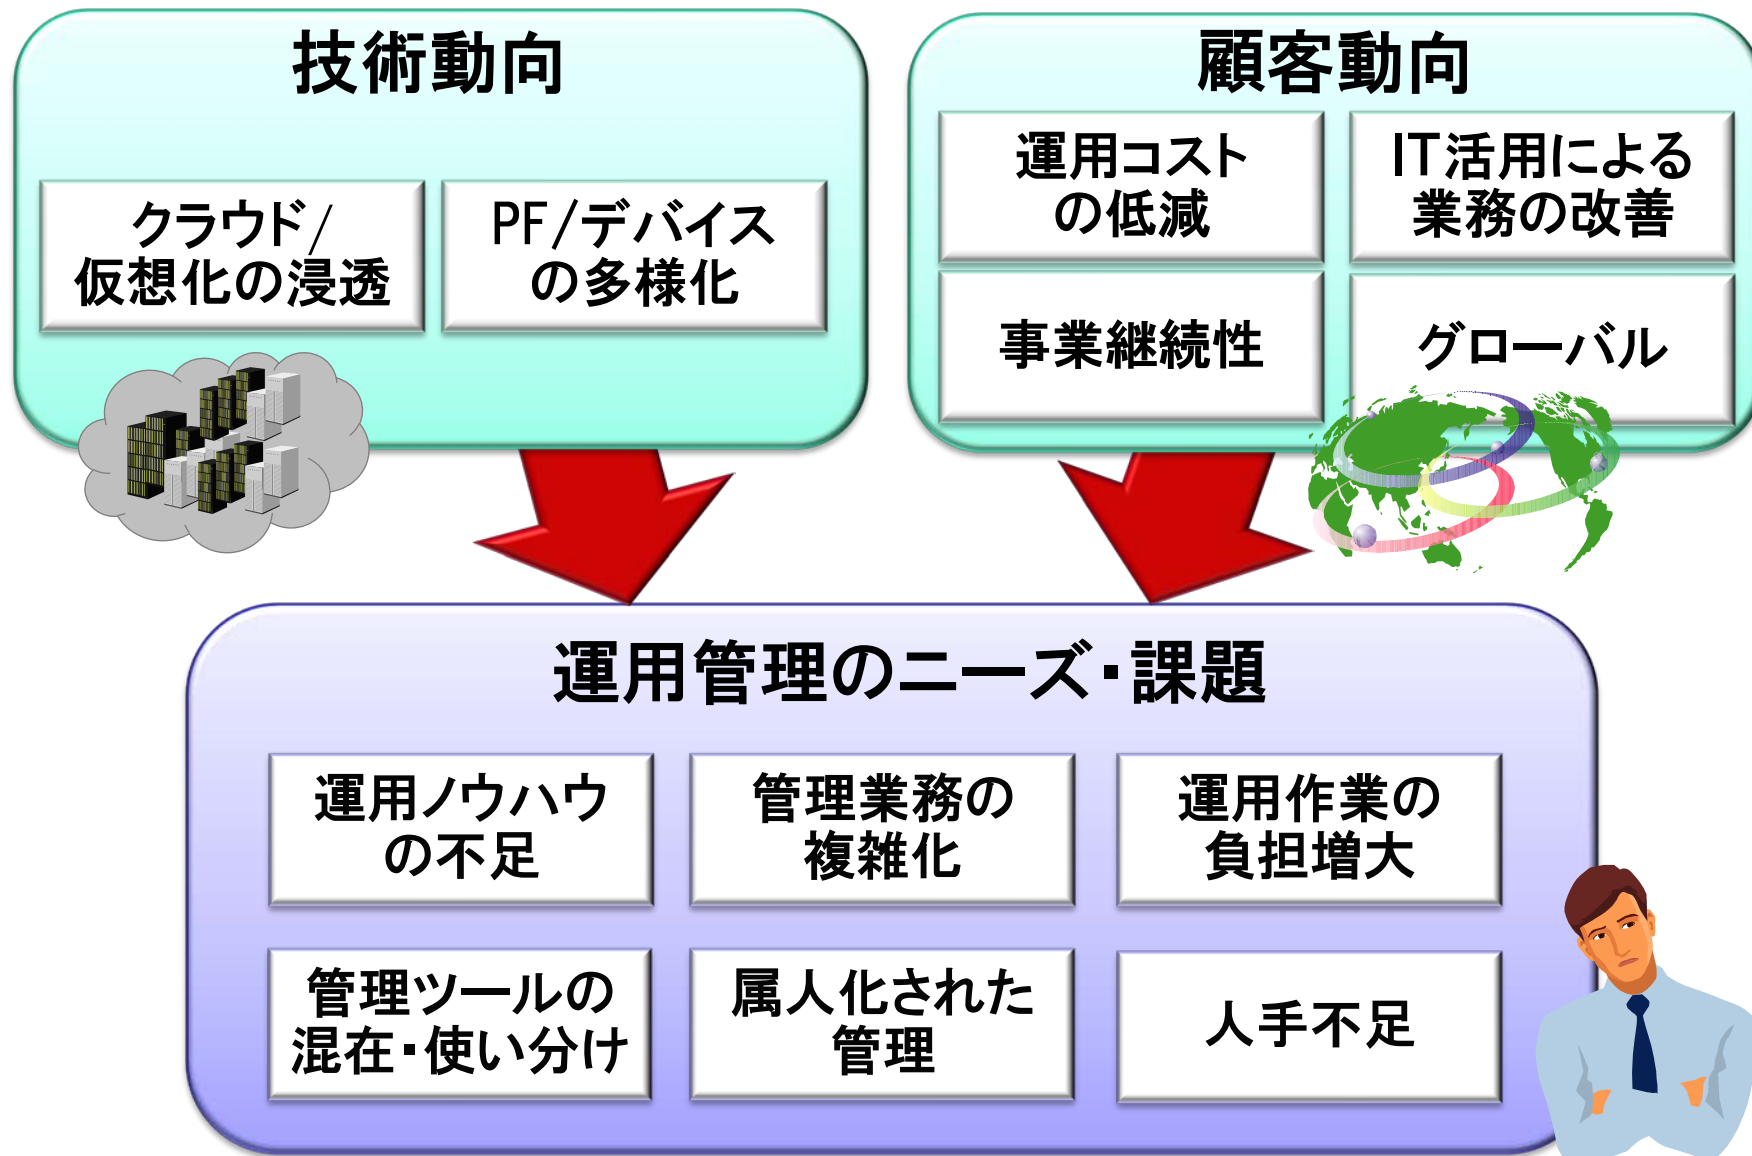 技術動向
クラウド/
仮想化の浸透
PF/デバイス
の多様化
顧客動向
運用コスト
の低減
IT活用による
業務の改善
事業継続性
グローバル
運用管理のニーズ・課題
運用ノウハウ
の不足
管理業務の
複雑化
運用作業の
負担増大
管理ツールの
混在・使い分け
属人化された
管理
人手不足